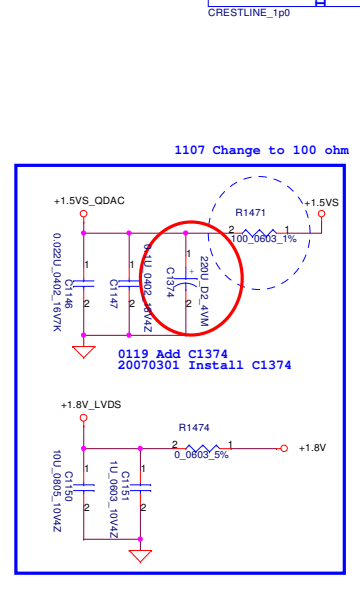 CRESTLINE_1p0
1107 Change to 100 ohm
+1.5VS_QDAC
+1.5VS
R1471
2 1
100_0603_1%
1
C1146
0.022U_0402_16V7K
2
1
C1147
0.1U_0402_16V4Z
2
1
+
C1374
220U_D2_4VM
2
0119 Add C1374
20070301 Install C1374
+1.8V_LVDS
R1474
2 1
0_0603_5%
+1.8V
1
C1150
10U_0805_10V4Z
2
1
C1151
1U_0603_10V4Z
2